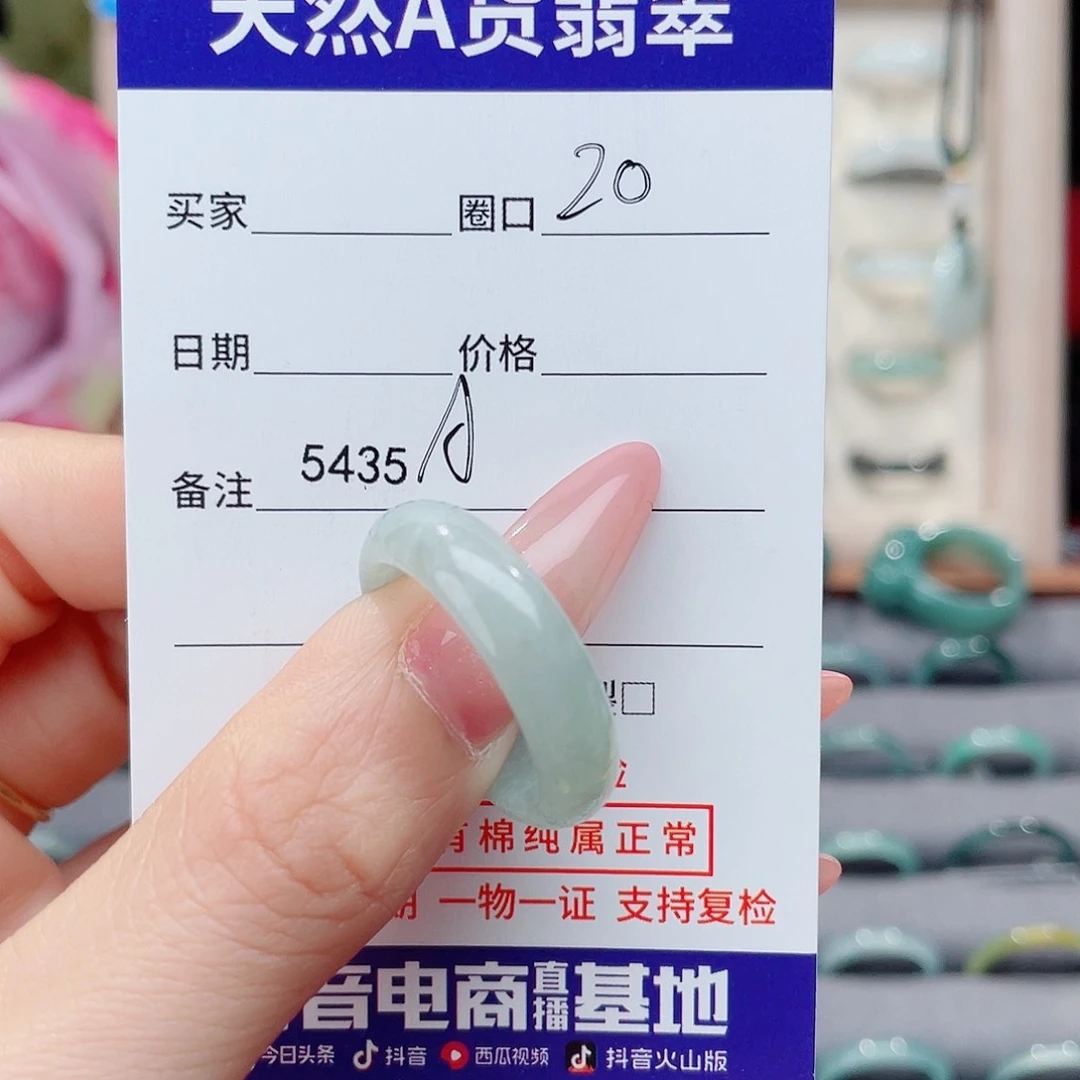 天然A货翡翠
买家 圈口 20
日期 价格
备注 5435A
有棉纯属正常
期 一物一证 支持复检
音电商直播基地
今日头条 抖音 西瓜视频 抖音火山版